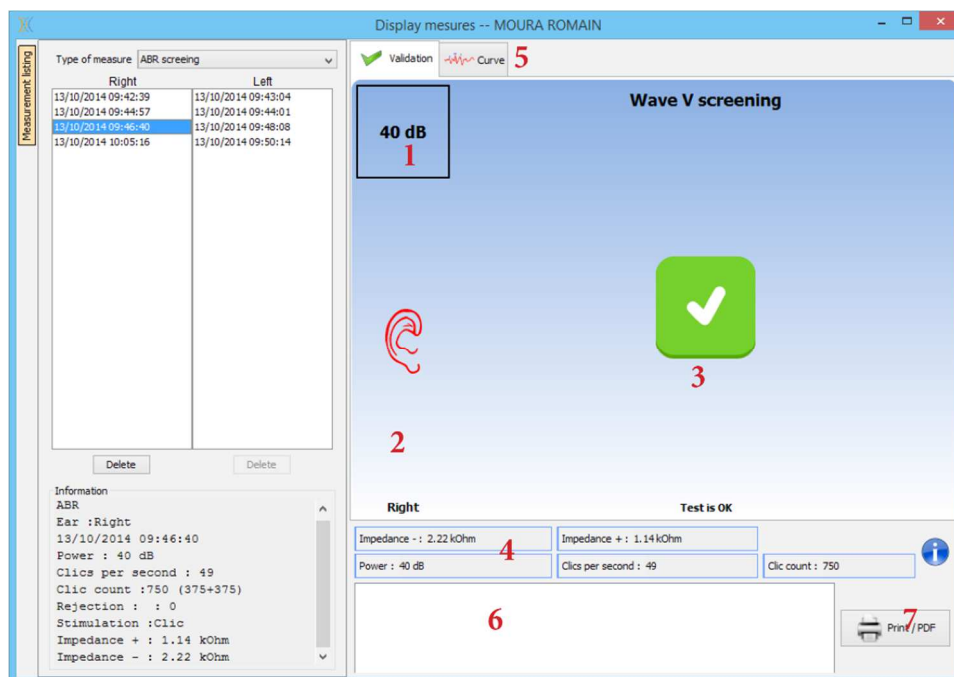 Display mesures -- MOURA ROMAIN
Measurement listing
Type of measure ABR screeing
Right Left
13/10/2014 09:42:39 13/10/2014 09:43:04
13/10/2014 09:44:57 13/10/2014 09:44:01
13/10/2014 09:46:40 13/10/2014 09:48:08
13/10/2014 10:05:16 13/10/2014 09:50:14
Delete Delete
Information
ABR
Ear :Right
13/10/2014 09:46:40
Power : 40 dB
Clics per second : 49
Clic count :750 (375+375)
Rejection : : 0
Stimulation :Clic
Impedance + : 1.14 kOhm
Impedance - : 2.22 kOhm
Validation Curve 5
Wave V screening
40 dB
1
3
2
Right Test is OK
Impedance - : 2.22 kOhm Impedance + : 1.14 kOhm
4
Power : 40 dB Clics per second : 49 Clic count : 750
6
7
Print / PDF